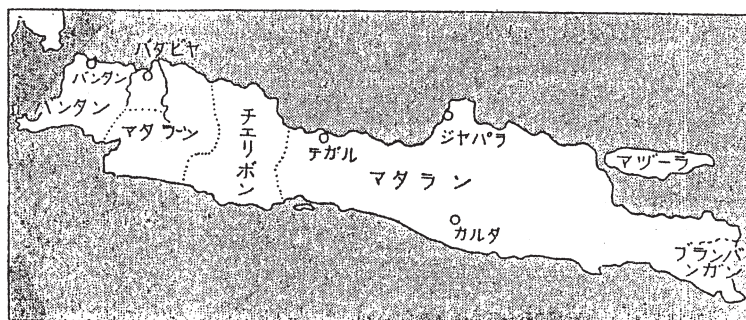 バタビヤ
バンタン
バンタン
マタラン
チェリボン
テガル
ジヤパラ
マタラン
カルタ
マヅーラ
ブランバ
ンガン